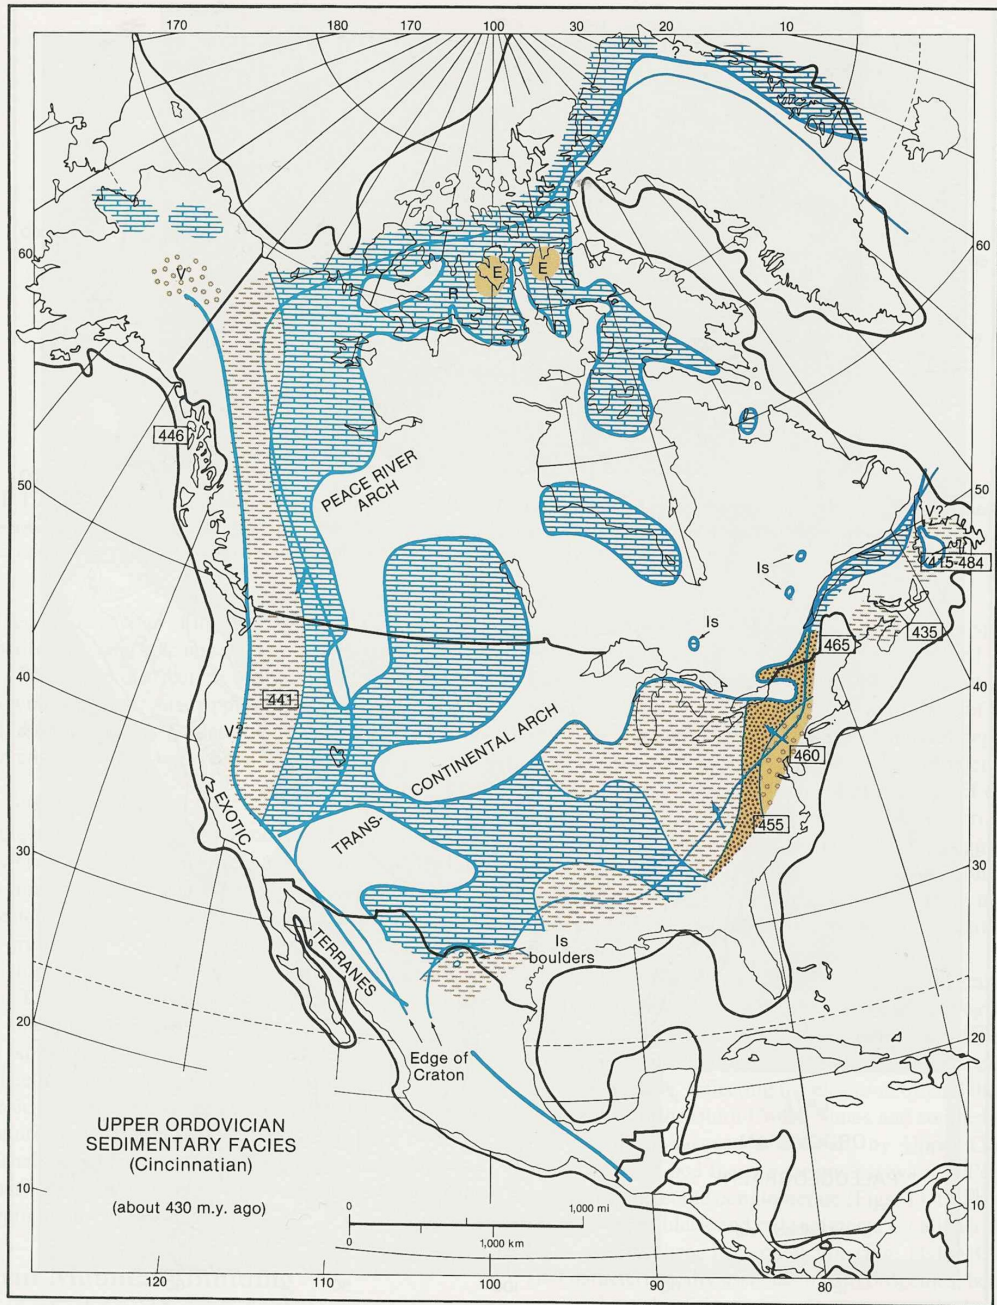 170
180
170
100
30
20
10
60
60
V
E
E
R
446
PEACE RIVER
ARCH
50
50
V?
415-484
Is
Is
435
465
40
40
441
V?
CONTINENTAL ARCH
460
EXOTIC
TRANS-
455
30
30
TERRANES
Is
boulders
20
20
Edge of
Craton
UPPER ORDOVICIAN
SEDIMENTARY FACIES
(Cincinnatian)
(about 430 m.y. ago)
0
1,000 mi
0
1,000 km
10
10
120
110
100
90
80
?